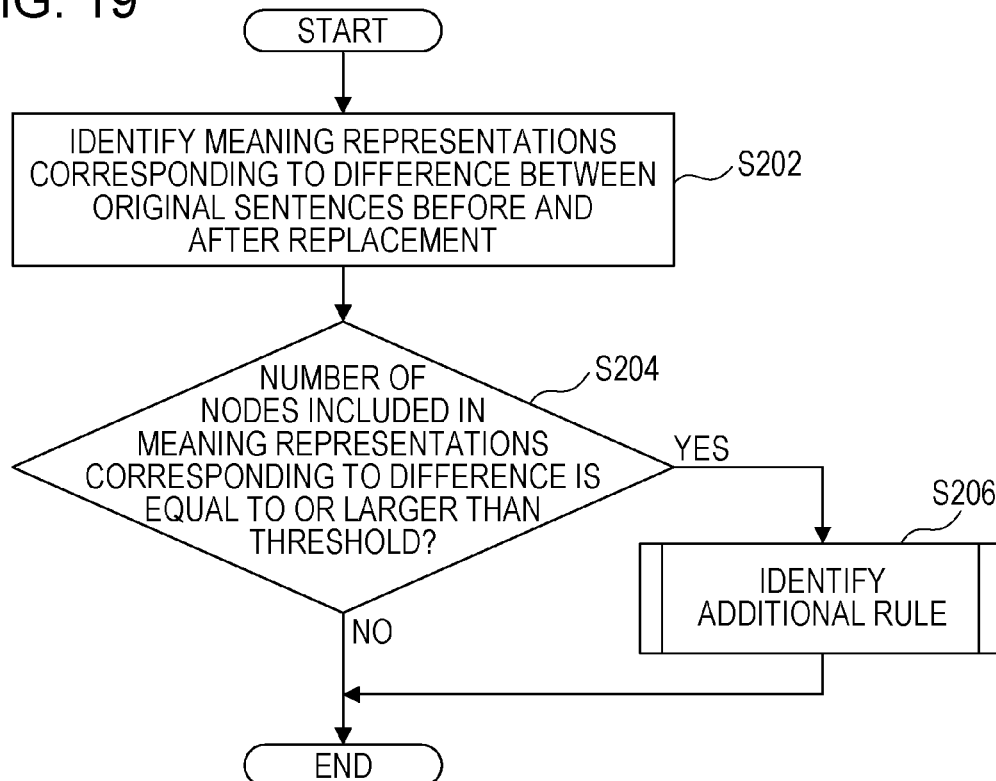 IG. 19
START
IDENTIFY MEANING REPRESENTATIONS
CORRESPONDING TO DIFFERENCE BETWEEN
ORIGINAL SENTENCES BEFORE AND
AFTER REPLACEMENT
S202
NUMBER OF
NODES INCLUDED IN
MEANING REPRESENTATIONS
CORRESPONDING TO DIFFERENCE IS
EQUAL TO OR LARGER THAN
THRESHOLD?
S204
YES
S206
IDENTIFY
ADDITIONAL RULE
NO
END